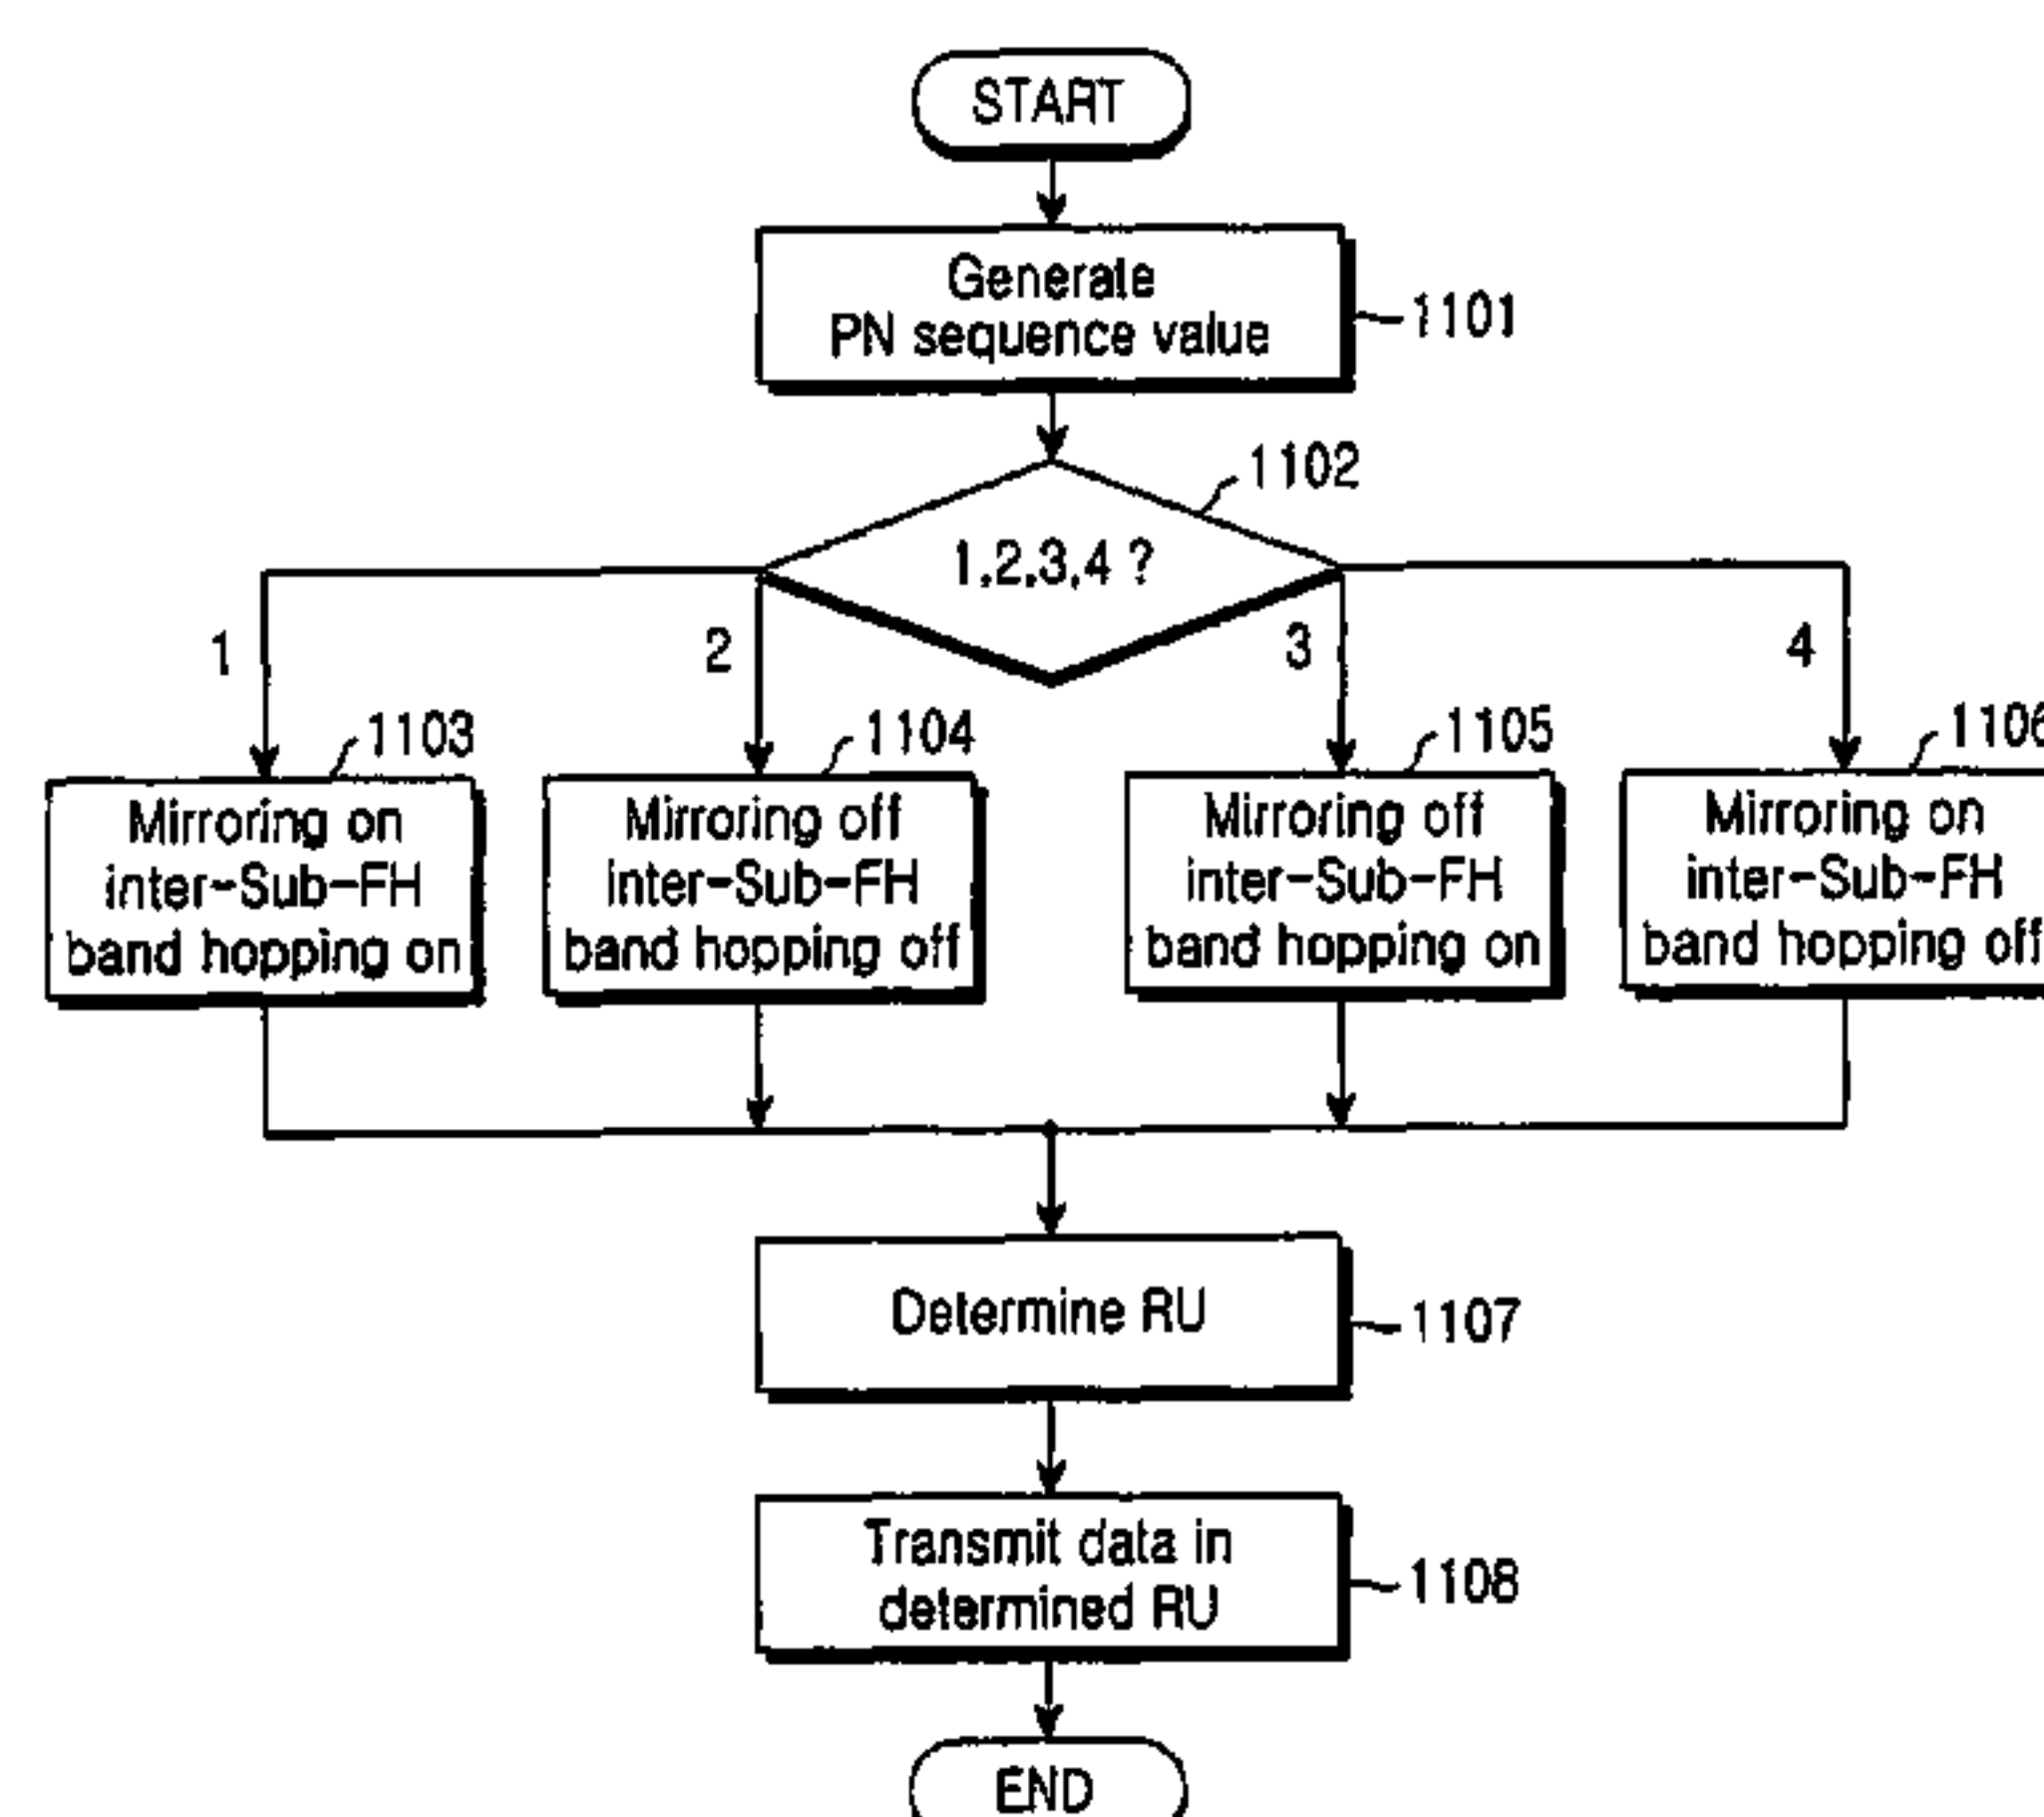 START
Generate
PN sequence value
1101
1102
1,2,3,4 ?
1
2
3
4
1103
1104
1105
1106
Mirroring on
inter-Sub-FH
band hopping on
Mirroring off
inter-Sub-FH
band hopping off
Mirroring off
inter-Sub-FH
band hopping on
Mirroring on
inter-Sub-FH
band hopping off
Determine RU
1107
Transmit data in
determined RU
1108
END